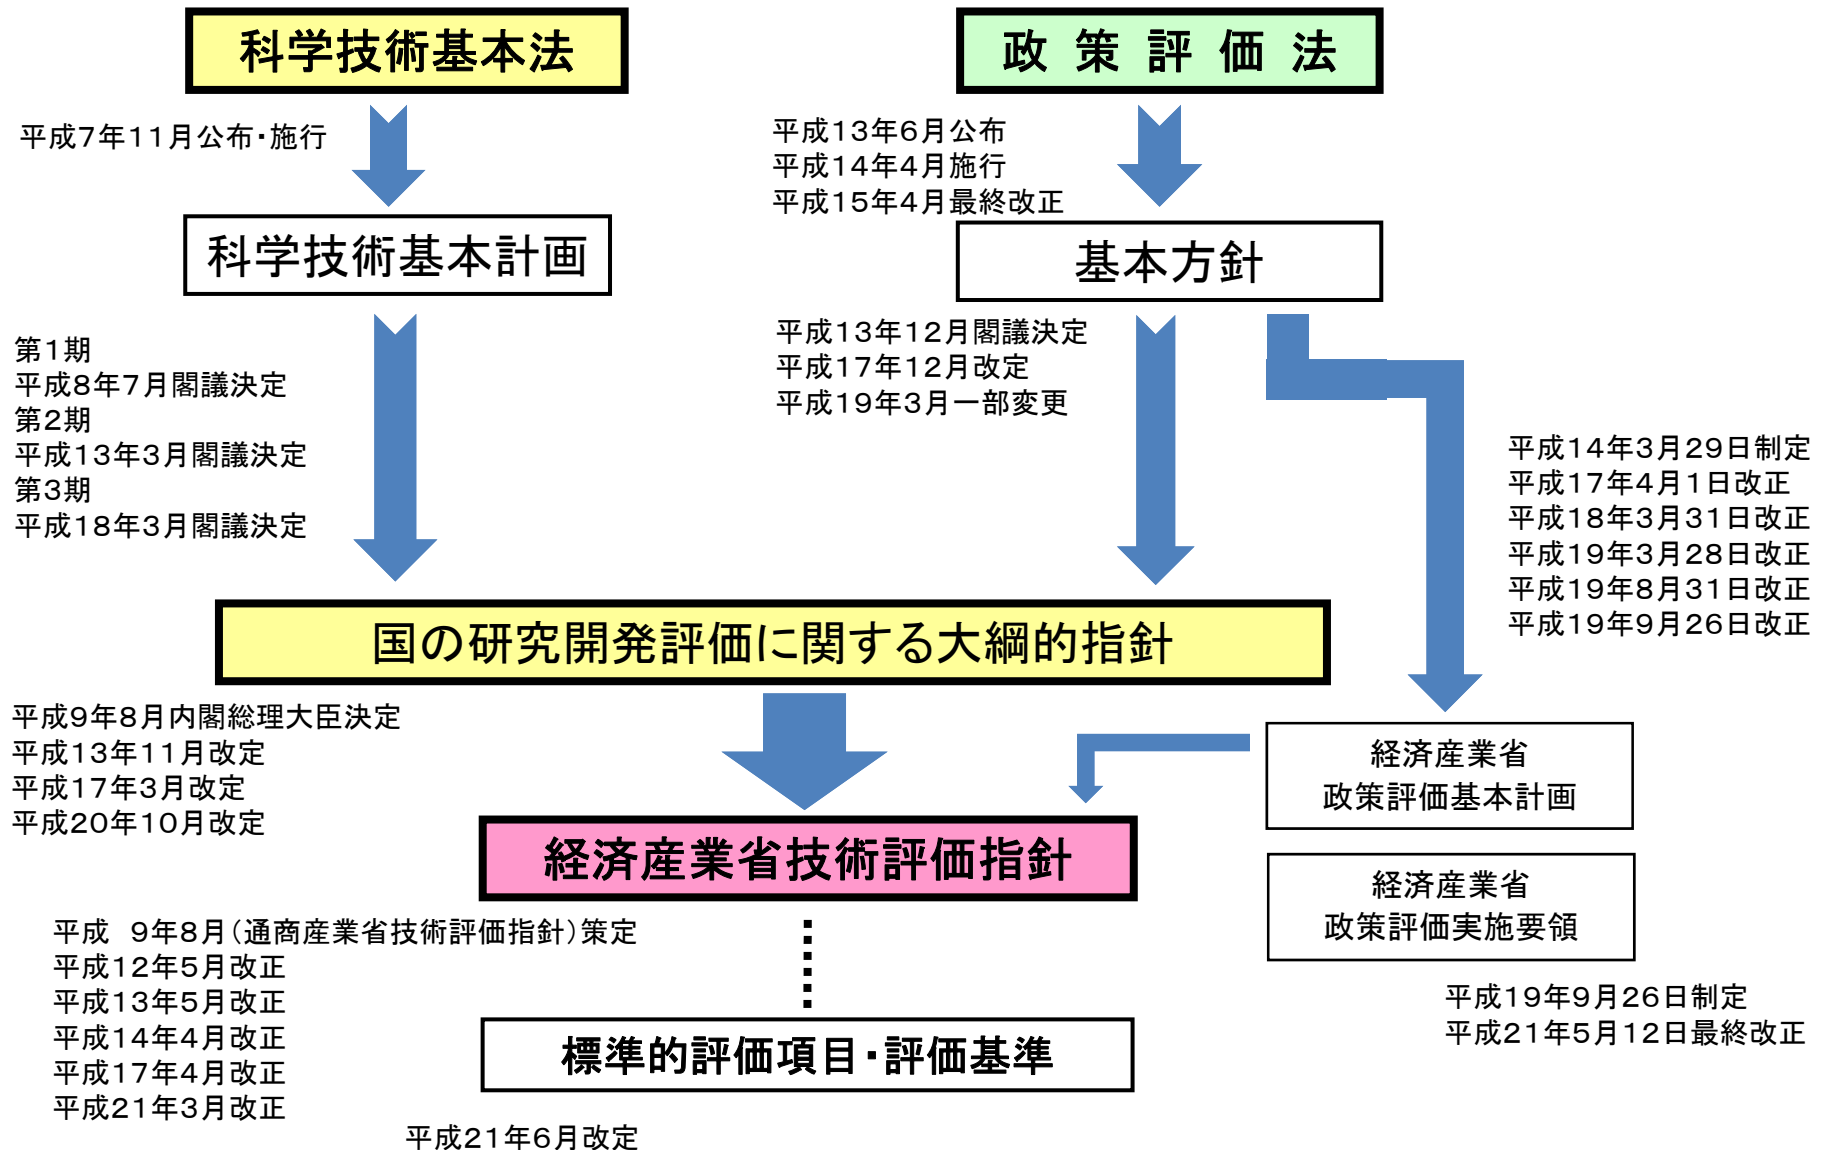 科学技術基本法
平成7年11月公布・施行
科学技術基本計画
第1期
平成8年7月閣議決定
第2期
平成13年3月閣議決定
第3期
平成18年3月閣議決定
政策評価法
平成13年6月公布
平成14年4月施行
平成15年4月最終改正
基本方針
平成13年12月閣議決定
平成17年12月改定
平成19年3月一部変更
平成14年3月29日制定
平成17年4月1日改正
平成18年3月31日改正
平成19年3月28日改正
平成19年8月31日改正
平成19年9月26日改正
国の研究開発評価に関する大綱的指針
平成9年8月内閣総理大臣決定
平成13年11月改定
平成17年3月改定
平成20年10月改定
経済産業省
政策評価基本計画
経済産業省
政策評価実施要領
平成19年9月26日制定
平成21年5月12日最終改正
経済産業省技術評価指針
平成　9年8月（通商産業省技術評価指針）策定
平成12年5月改正
平成13年5月改正
平成14年4月改正
平成17年4月改正
平成21年3月改正
標準的評価項目・評価基準
平成21年6月改定